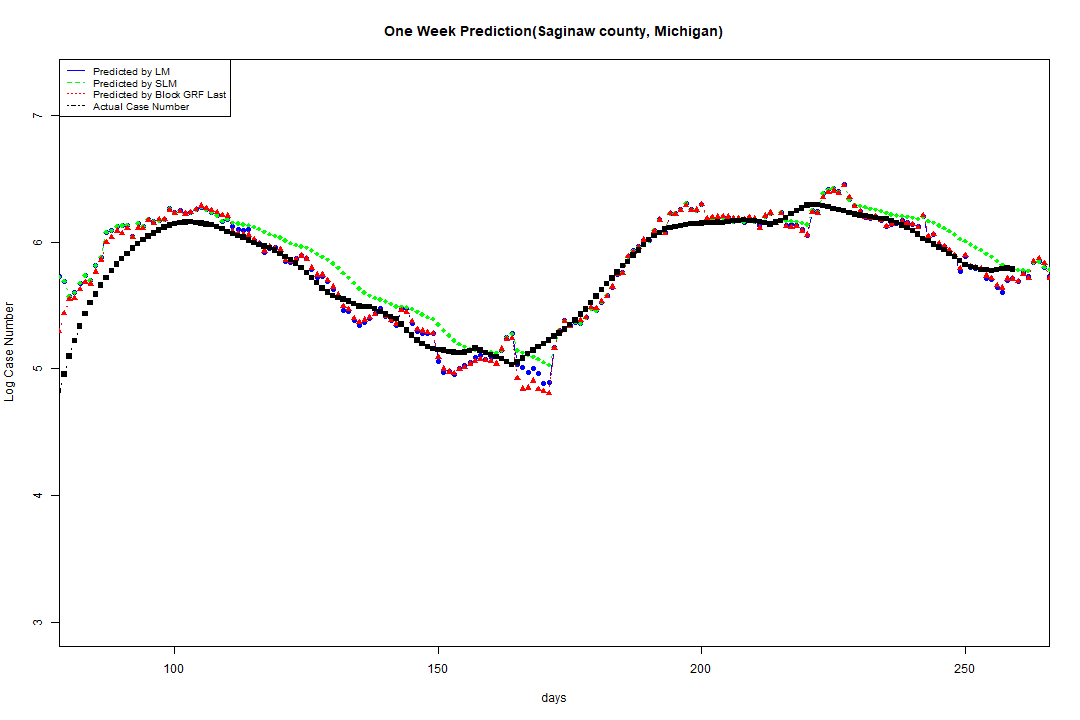 One Week Prediction(Saginaw county, Michigan)
Predicted by LM
Predicted by SLM
Predicted by Block GRF Last
Actual Case Number
7
6
5
4
3
Log Case Number
100 150 200 250
days